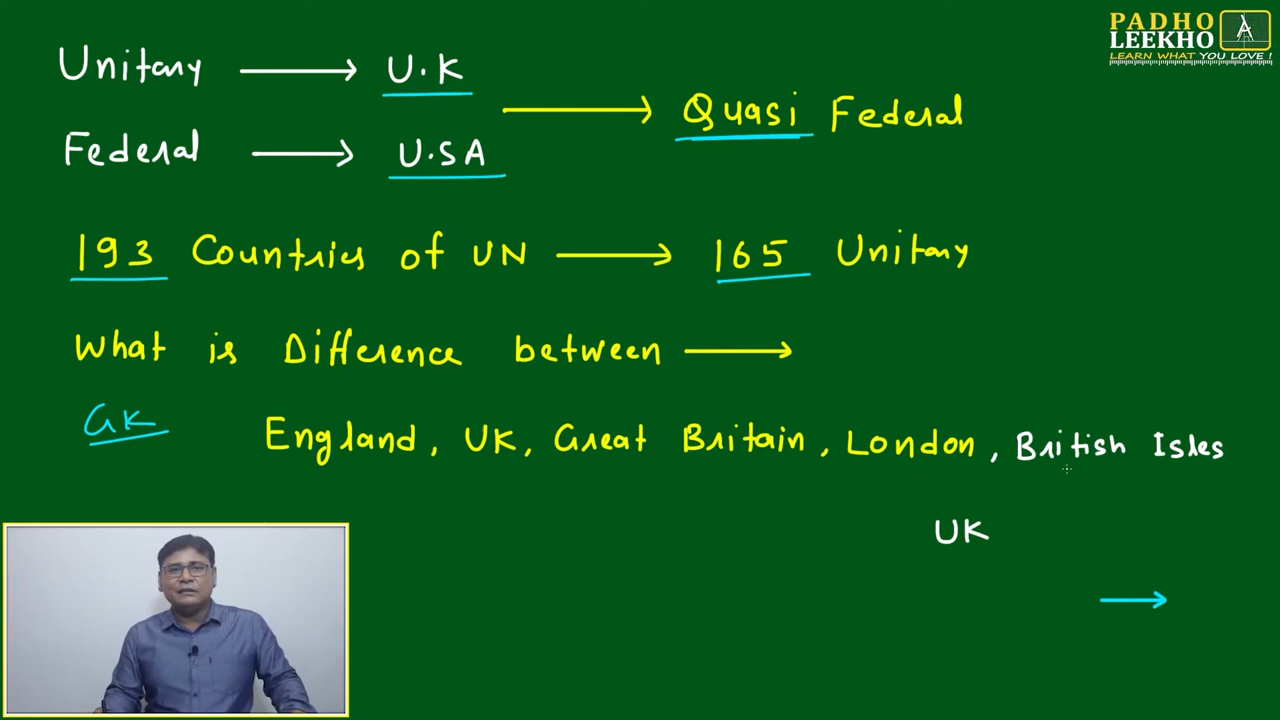 PADHO
LEEKHO
LEARN WHAT YOU LOVE !
Unitary → U.K
Federal → U.SA
→ Quasi Federal
193 Countries of UN → 165 Unitary
What is Difference between →
GK
England, UK, Great Britain, London, British Isles
UK
→